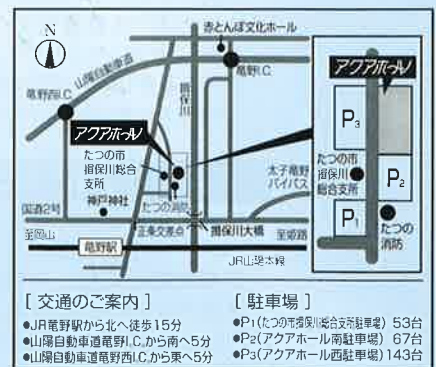 N
赤とんぼ文化ホール
山陽自動車道
竜野西I.C.
竜野I.C.
揖保川
アクアホール
たつの市
揖保川総合
支所
神戸神社
たつの消防
太子竜野
バイパス
国道2号
至岡山
竜野駅
正条交差点
揖保川大橋
至姫路
JR山陽本線
アクアホール
P3
たつの市
揖保川
総合支所
P2
P1
たつの
消防
[ 交通のご案内 ]
●JR竜野駅から北へ徒歩15分
●山陽自動車道竜野I.C.から南へ5分
●山陽自動車道竜野西I.C.から東へ5分
[ 駐車場 ]
●P1(たつの市揖保川総合支所駐車場) 53台
●P2(アクアホール南駐車場) 67台
●P3(アクアホール西駐車場)143台